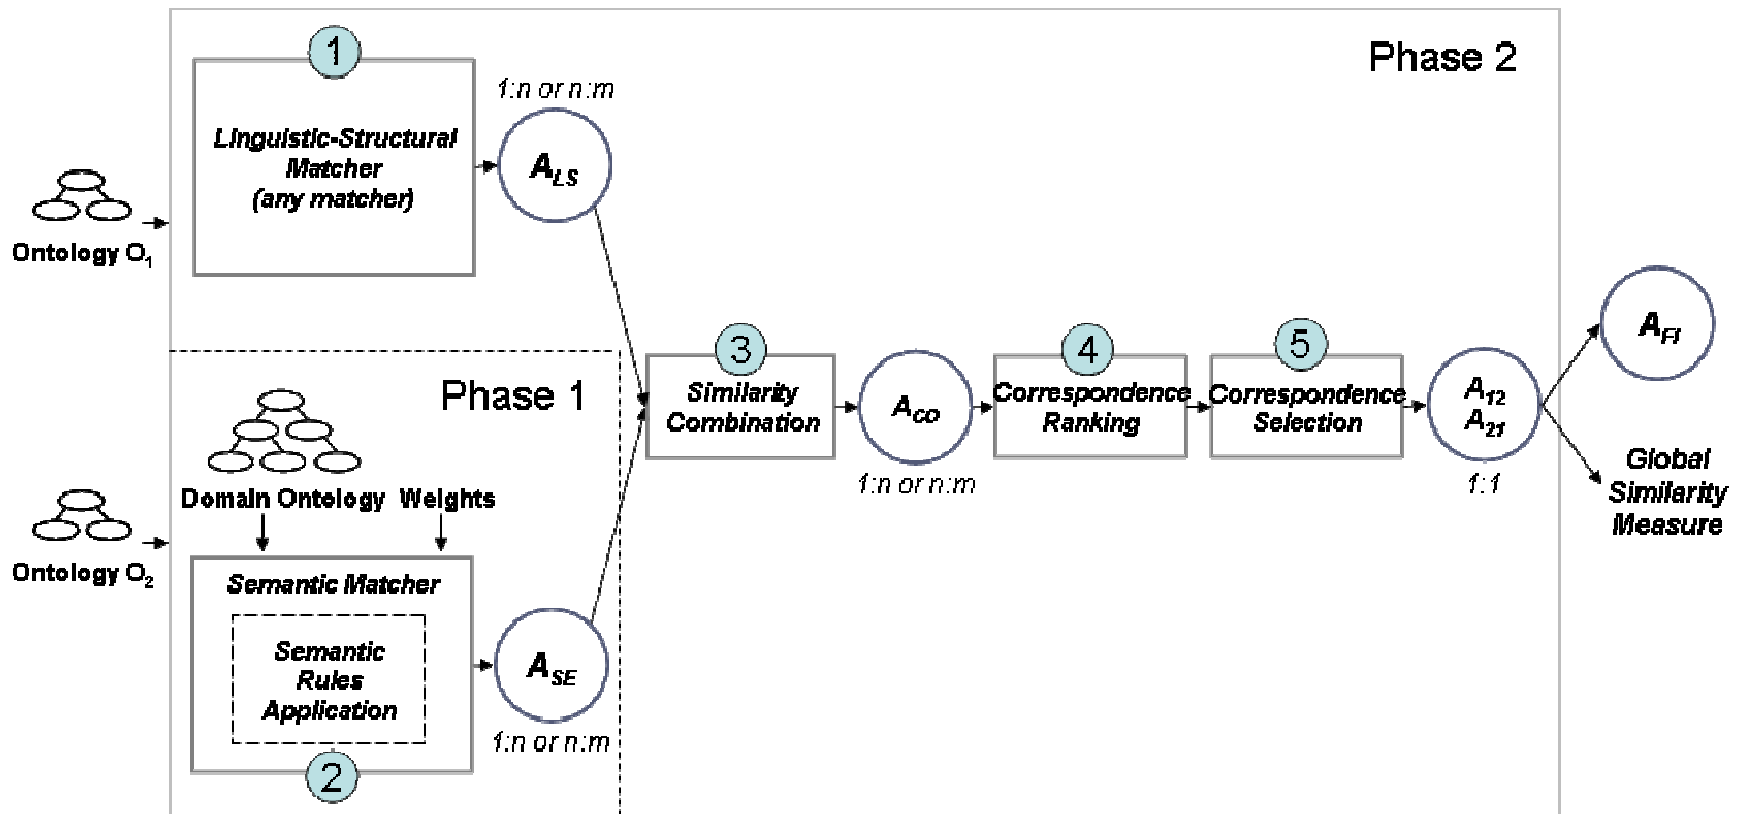 Phase 2
1
Linguistic-Structural
Matcher
(any matcher)
1:n or n:m
A_LS
Ontology O_1
Phase 1
Domain Ontology
Weights
Ontology O_2
Semantic Matcher
Semantic
Rules
Application
2
A_SE
1:n or n:m
3
Similarity
Combination
A_CO
1:n or n:m
4
Correspondence
Ranking
5
Correspondence
Selection
A_12
A_21
1:1
A_FI
Global
Similarity
Measure